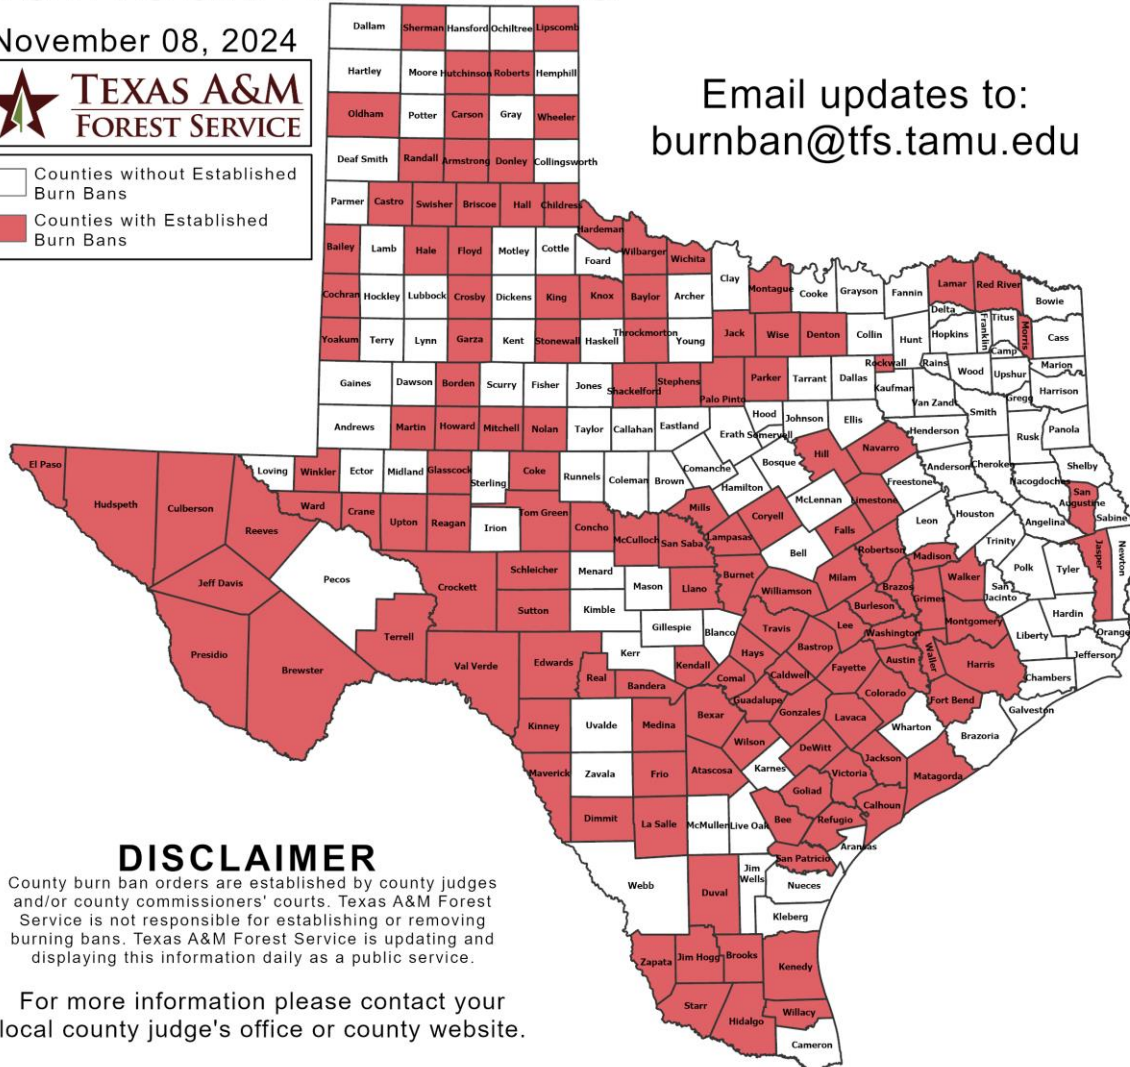 November 08, 2024
TEXAS A&M
FOREST SERVICE
Counties without Established
Burn Bans
Counties with Established
Burn Bans
Email updates to:
burnban@tfs.tamu.edu
Dallam Sherman Hansford Ochiltree Lipscomb
Hartley Moore Hutchinson Roberts Hemphill
Oldham Potter Carson Gray Wheeler
Deaf Smith Randall Armstrong Donley Collingsworth
Parmer Castro Swisher Briscoe Hall Childress
Hardeman
Bailey Lamb Hale Floyd Motley Cottle Foard Wilbarger Wichita
Clay Montague Cooke Grayson Fannin Lamar Red River Bowie
Cochran Hockley Lubbock Crosby Dickens King Knox Baylor Archer
Delta Franklin Titus Morris Cass
Yoakum Terry Lynn Garza Kent Stonewall Haskell Throckmorton Young Jack Wise Denton Collin Hunt Hopkins
Camp
Rockwall Rains Wood Upshur Marion
Gaines Dawson Borden Scurry Fisher Jones Shackelford Stephens Palo Pinto Parker Tarrant Dallas Kaufman Van Zandt Gregg Harrison
Andrews Martin Howard Mitchell Nolan Taylor Callahan Eastland Erath Hood Somervell Johnson Ellis Henderson Smith Rusk Panola
El Paso Loving Winkler Ector Midland Glasscock Sterling Coke Runnels Coleman Brown Comanche Hamilton Bosque Hill Navarro Anderson Cherokee Shelby
Hudspeth Culberson Reeves Ward Crane Upton Reagan Irion Tom Green Concho Mills Coryell McLennan Limestone Freestone Nacogdoches San Augustine Sabine
McCulloch San Saba Lampasas Bell Falls Leon Houston Angelina
Jeff Davis Pecos Crockett Schleicher Menard Mason Llano Burnet Williamson Milam Robertson Madison Trinity Polk Tyler Jasper Newton
Sutton Kimble Brazos Grimes Walker San Jacinto
Presidio Brewster Terrell Val Verde Edwards Kerr Gillespie Blanco Travis Lee Burleson Washington Montgomery Liberty Hardin Orange
Real Bandera Kendall Hays Bastrop Fayette Austin Waller Harris Jefferson
Comal Caldwell Chambers
Kinney Uvalde Medina Bexar Guadalupe Gonzales Lavaca Colorado Fort Bend Galveston
Wharton Brazoria
Maverick Zavala Frio Atascosa Wilson Karnes DeWitt Victoria Jackson Matagorda
Goliad Calhoun
Dimmit La Salle McMullen Live Oak Bee Refugio
Aransas
San Patricio
Webb Duval Jim Wells Nueces
Kleberg
Zapata Jim Hogg Brooks Kenedy
Starr Hidalgo Willacy
Cameron
DISCLAIMER
County burn ban orders are established by county judges
and/or county commissioners' courts. Texas A&M Forest
Service is not responsible for establishing or removing
burning bans. Texas A&M Forest Service is updating and
displaying this information daily as a public service.
For more information please contact your
local county judge's office or county website.